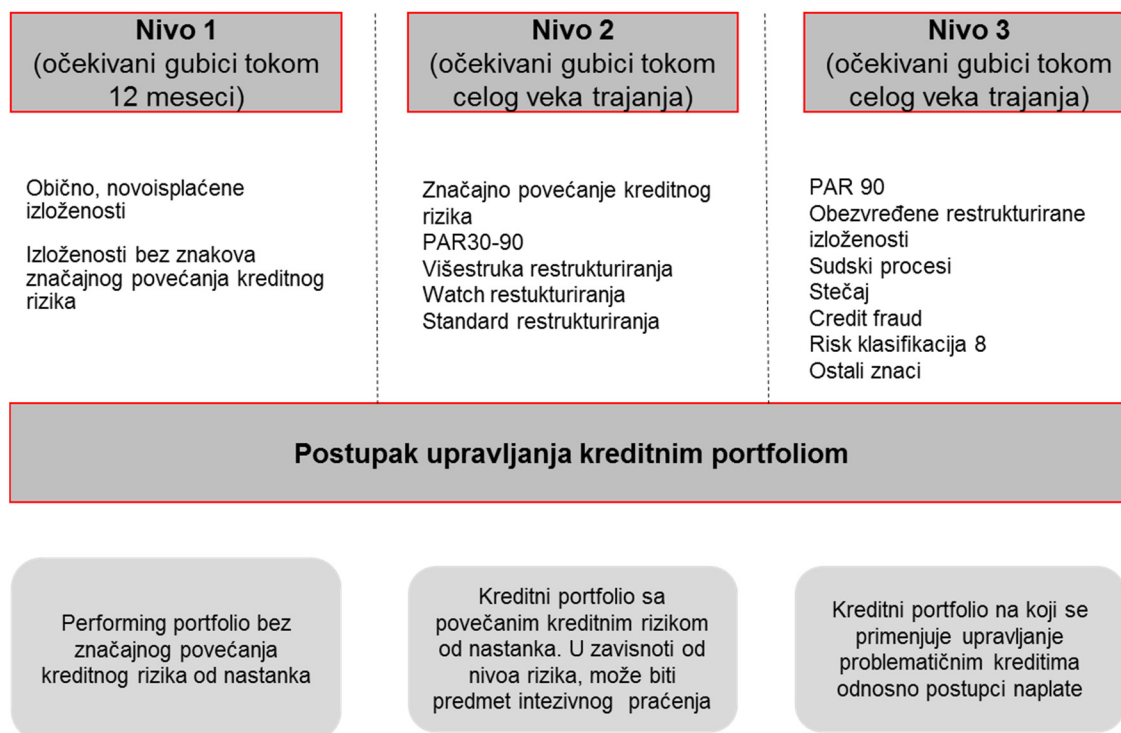 Nivo 1
(očekivani gubici tokom
12 meseci)
Nivo 2
(očekivani gubici tokom
celog veka trajanja)
Nivo 3
(očekivani gubici tokom
celog veka trajanja)
Obično, novoisplaćene
izloženosti
Izloženosti bez znakova
značajnog povećanja kreditnog
rizika
Značajno povećanje kreditnog
rizika
PAR30-90
Višestruka restrukturiranja
Watch restukturiranja
Standard restrukturiranja
PAR 90
Obezvređene restrukturirane
izloženosti
Sudski procesi
Stečaj
Credit fraud
Risk klasifikacija 8
Ostali znaci
Postupak upravljanja kreditnim portfoliom
Performing portfolio bez
značajnog povećanja
kreditnog rizika od nastanka
Kreditni portfolio sa
povečanim kreditnim rizikom
od nastanka. U zavisnoti od
nivoa rizika, može biti
predmet intezivnog praćenja
Kreditni portfolio na koji se
primenjuje upravljanje
problematičnim kreditima
odnosno postupci naplate